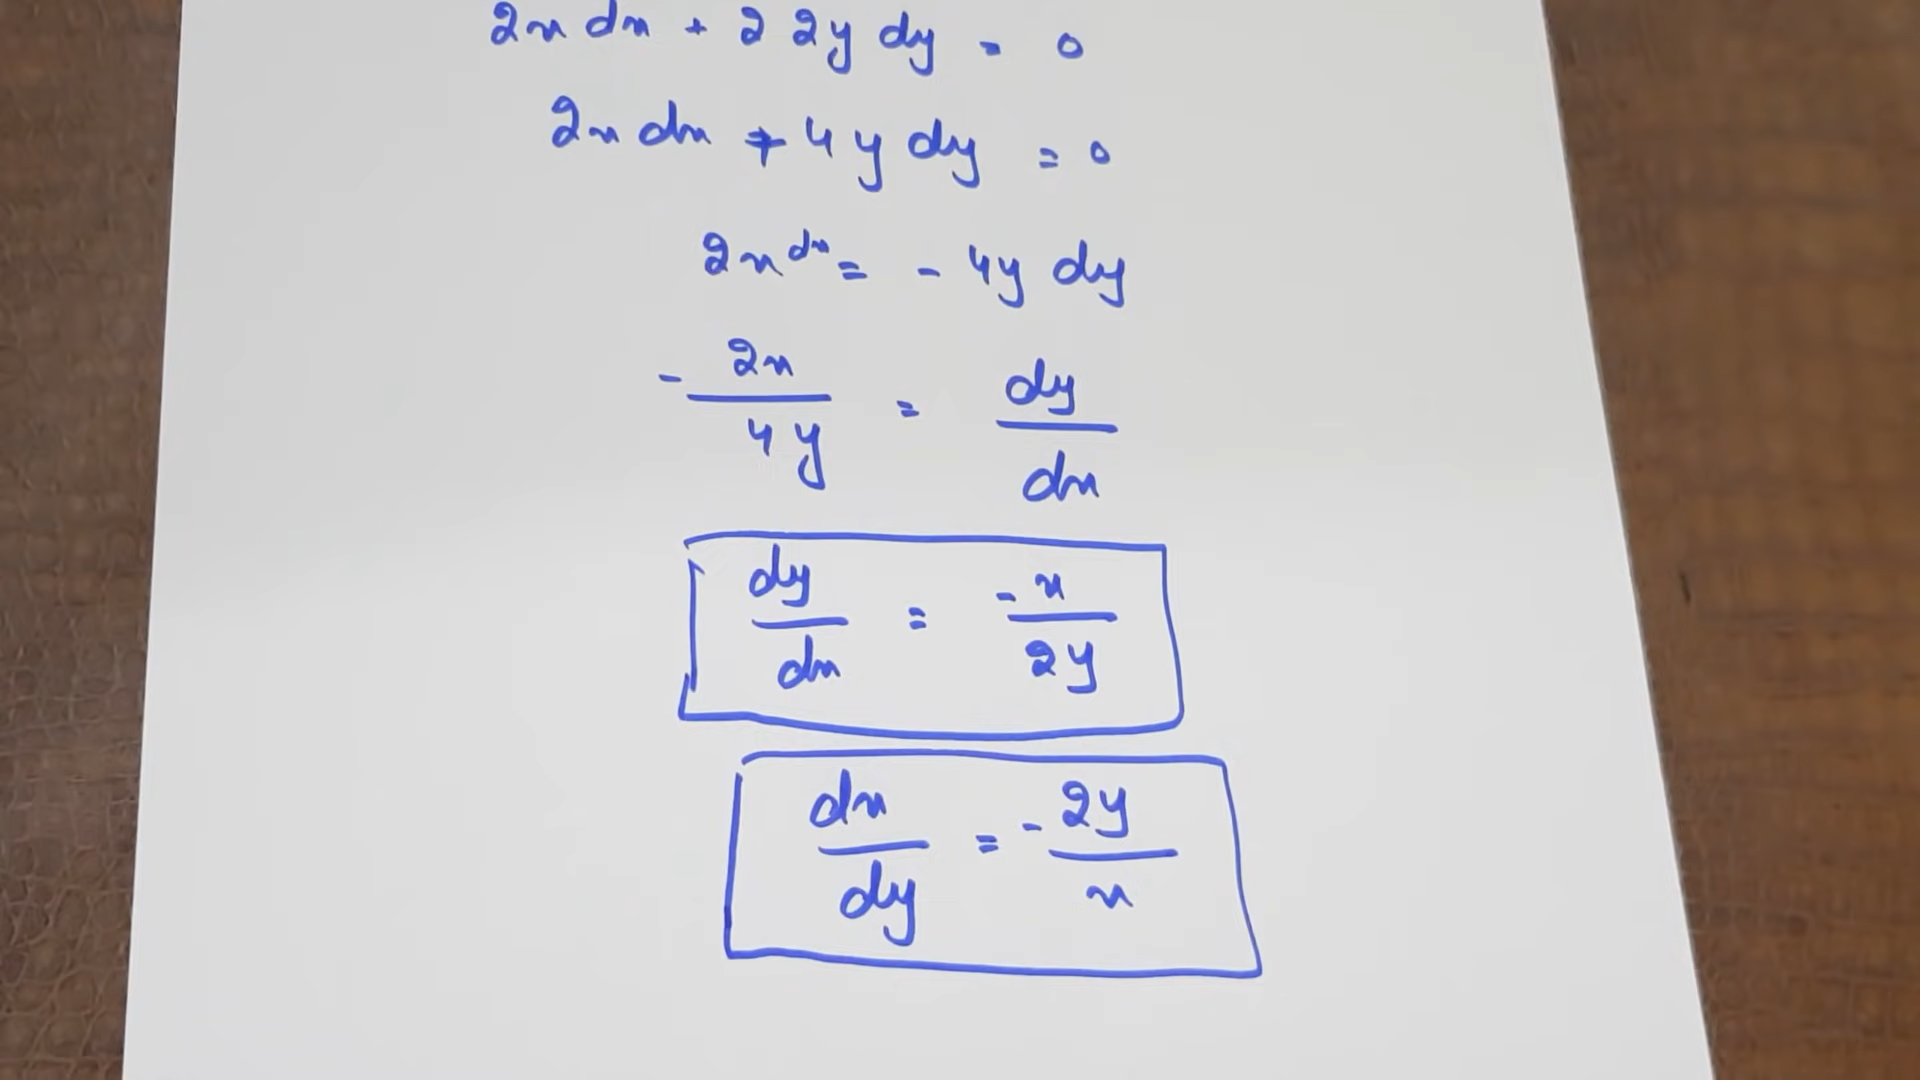 2x dx + 2 2y dy = 0
2x dx + 4y dy = 0
2x dx = - 4y dy
- 2x / 4y = dy / dx
dy / dx = - x / 2y
dx / dy = - 2y / x